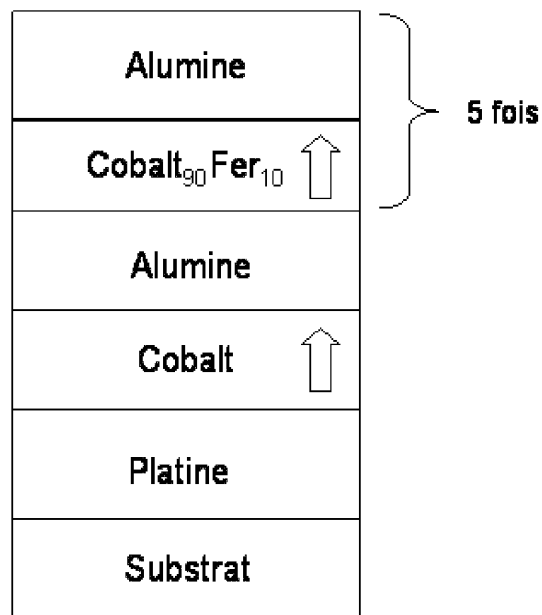 Alumine
5 fois
Cobalt₉₀Fer₁₀
Alumine
Cobalt
Platine
Substrat